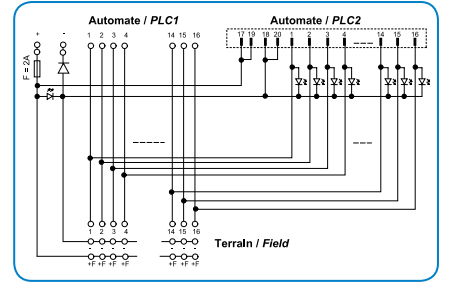 Automate / PLC1 Automate / PLC2
+ - 1 2 3 4 14 15 16 17 19 18 20 1 2 3 4 14 15 16
F = 2A
1 2 3 4 14 15 16
Terrain / Field
- - - - - - -
+F +F +F +F +F +F +F